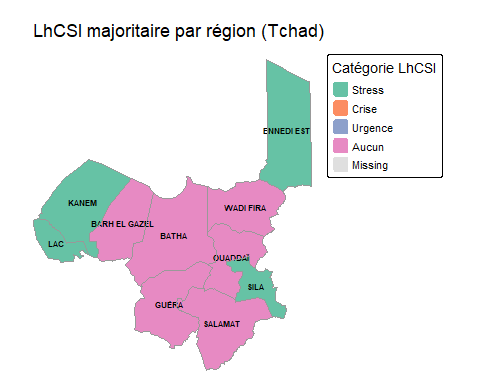 LhCSI majoritaire par région (Tchad)
Catégorie LhCSI
Stress
Crise
Urgence
Aucun
Missing
ENNEDI EST
KANEM
BARH EL GAZEL
WADI FIRA
LAC
BATHA
OUADDAÏ
SILA
GUÉRA
SALAMAT